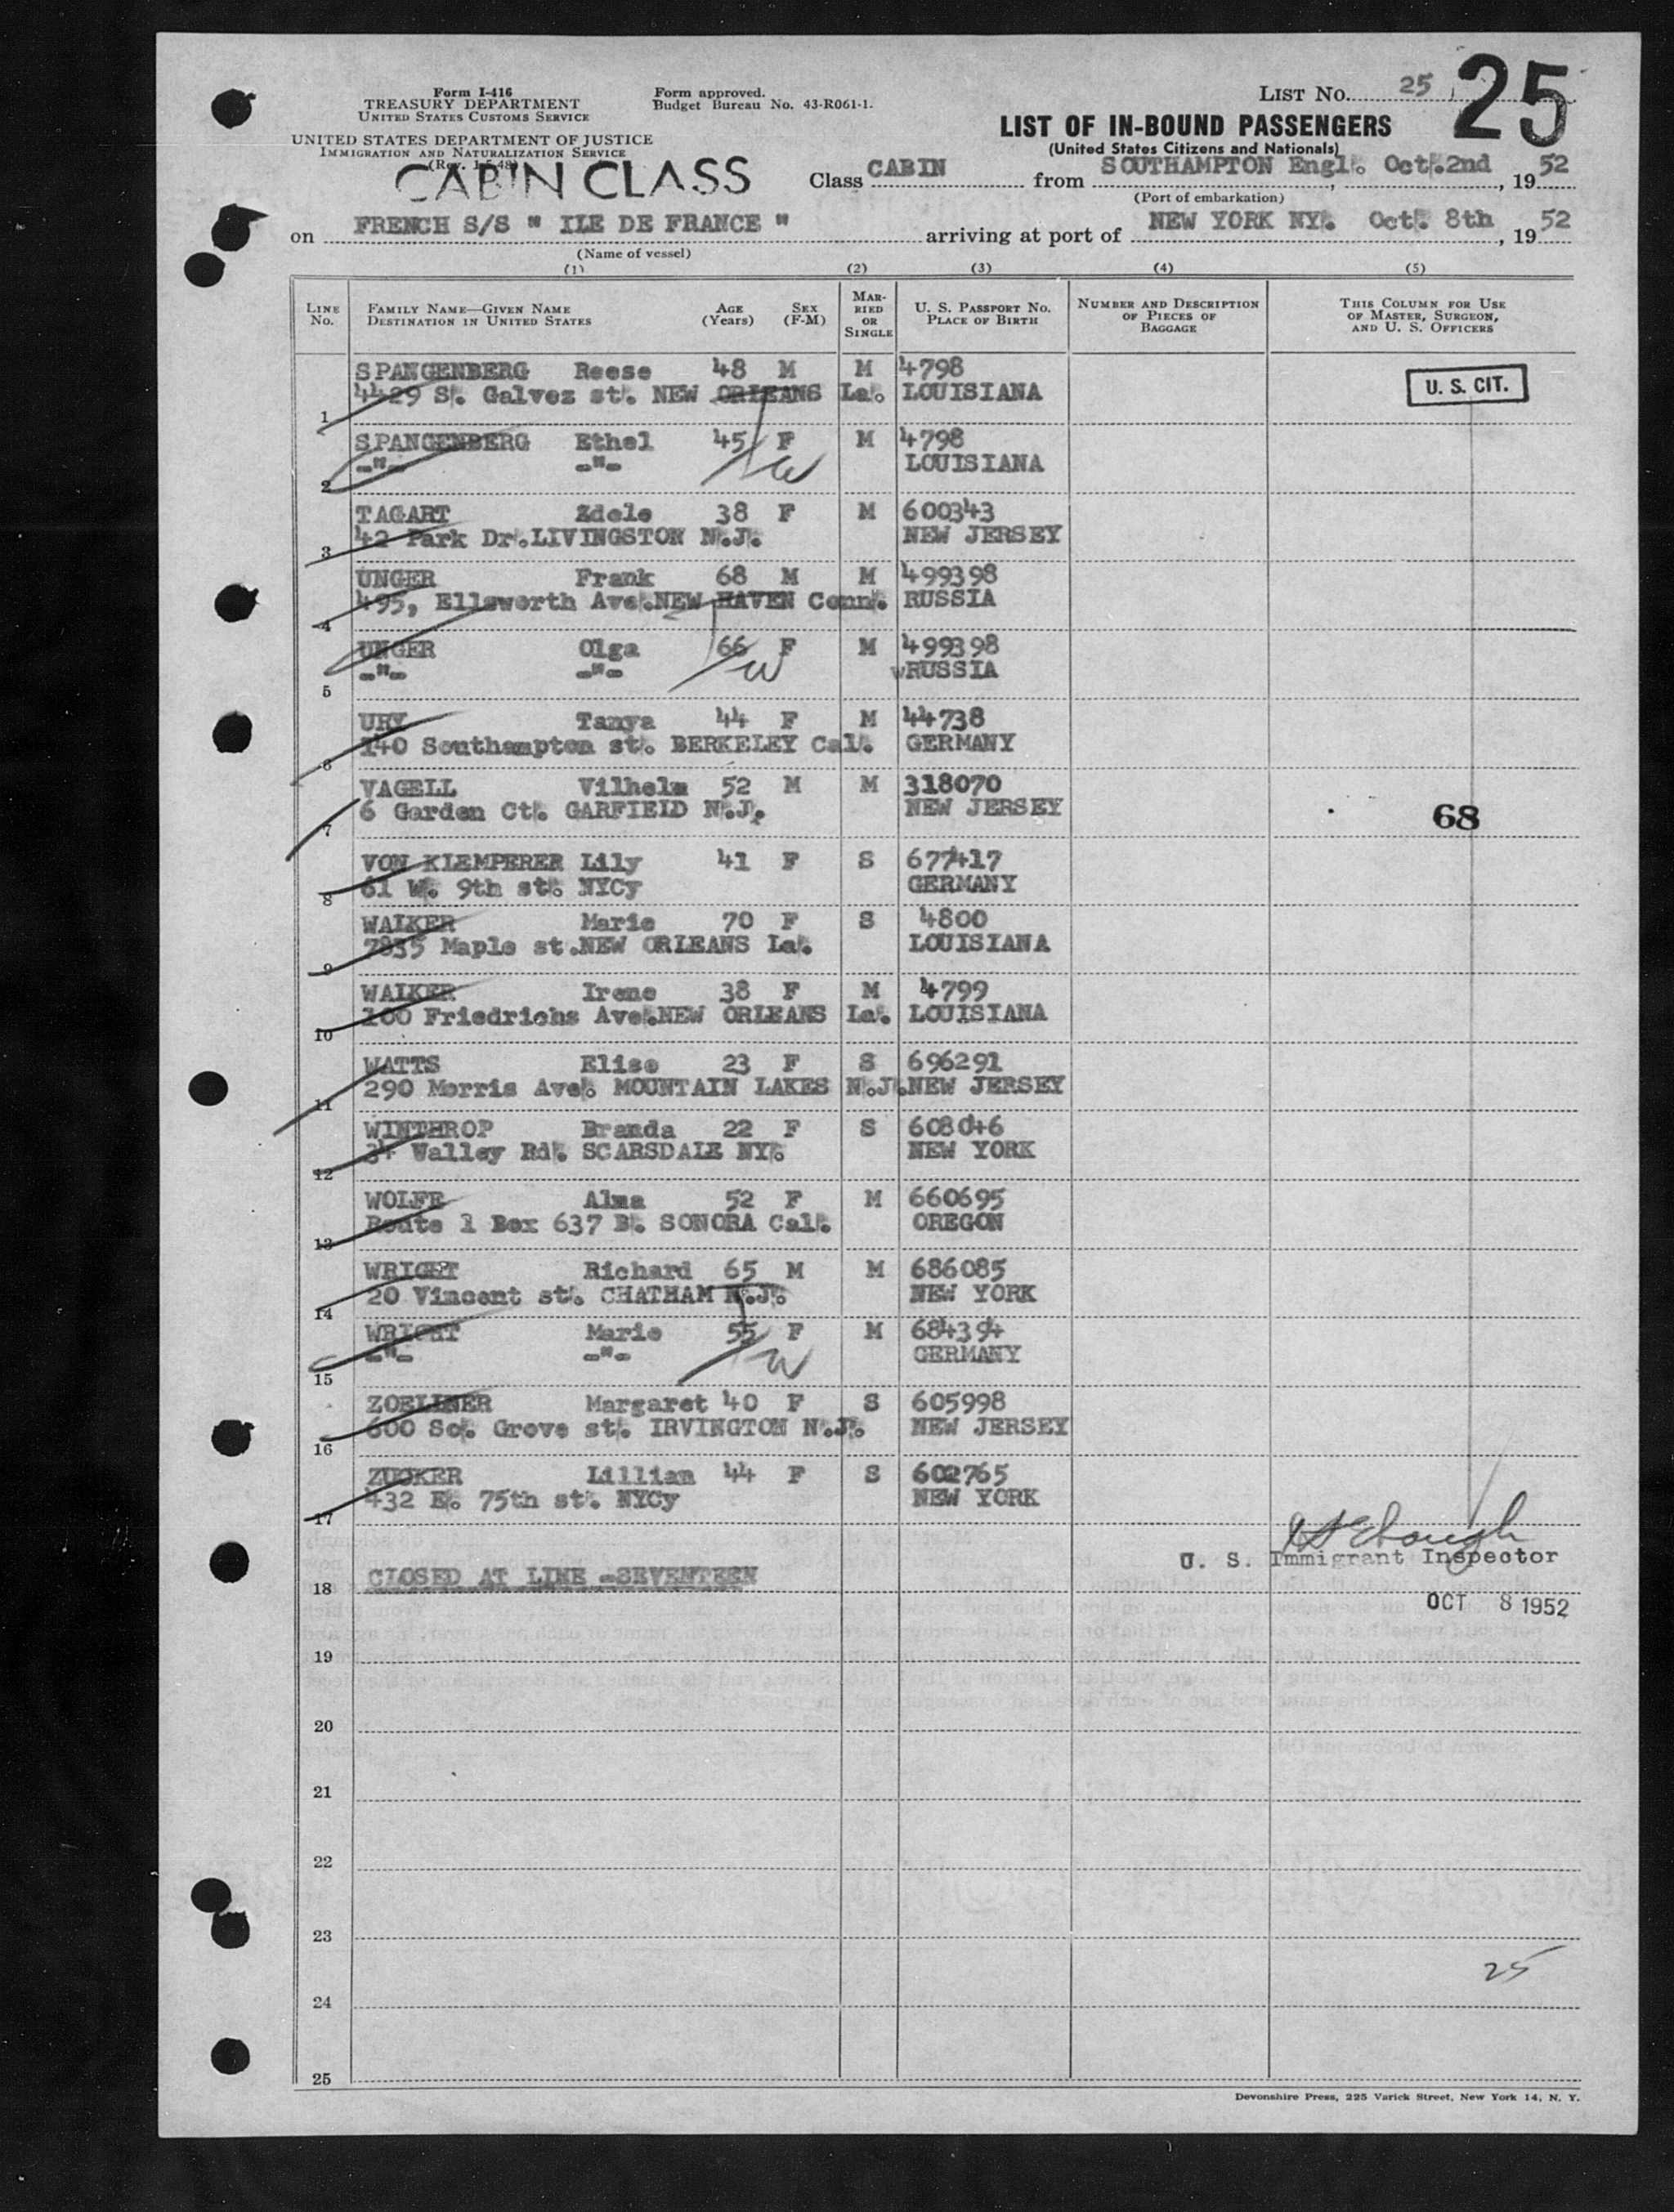 Form I-416
TREASURY DEPARTMENT
UNITED STATES CUSTOMS SERVICE
UNITED STATES DEPARTMENT OF JUSTICE
IMMIGRATION AND NATURALIZATION SERVICE
(Rev. 1-5-48)
Form approved.
Budget Bureau No. 43-R061-1.
LIST NO. 25
25
LIST OF IN-BOUND PASSENGERS
(United States Citizens and Nationals)
CABIN CLASS
Class CABIN from SOUTHAMPTON Engl. Oct.2nd, 1952
(Port of embarkation)
on FRENCH S/S " ILE DE FRANCE " arriving at port of NEW YORK NY. Oct. 8th, 1952
(Name of vessel)
(1) (2) (3) (4) (5)
LINE NO.
FAMILY NAME—GIVEN NAME
DESTINATION IN UNITED STATES
AGE (Years)
SEX (F-M)
MARRIED OR SINGLE
U. S. PASSPORT NO.
PLACE OF BIRTH
NUMBER AND DESCRIPTION OF PIECES OF BAGGAGE
THIS COLUMN FOR USE OF MASTER, SURGEON, AND U. S. OFFICERS
SPANGENBERG Reese 48 M M 4798
1 4429 S. Galvez st. NEW ORLEANS La. LOUISIANA
U. S. CIT.
SPANGENBERG Ethel 45 F M 4798
2 -"- -"- LOUISIANA
W
TAGART Zdele 38 F M 600343
3 42 Park Dr.LIVINGSTON N.J. NEW JERSEY
UNGER Frank 68 M M 499398
4 495, Ellsworth Ave.NEW HAVEN Conn. RUSSIA
UNGER Olga 66 F M 499398
5 -"- -"- RUSSIA
W
URY Tanya 44 F M 44738
6 140 Southampton st. BERKELEY Cal. GERMANY
VAGELL Vilhelm 52 M M 318070
7 6 Garden Ct. GARFIELD N.J. NEW JERSEY
68
VON KLEMPERER Lily 41 F S 677417
8 61 W. 9th st. NYCy GERMANY
WALKER Marie 70 F S 4800
9 7835 Maple st.NEW ORLEANS La. LOUISIANA
WALKER Irene 38 F M 4799
10 100 Friedrichs Ave.NEW ORLEANS La. LOUISIANA
WATTS Elise 23 F S 696291
11 290 Morris Ave. MOUNTAIN LAKES N.J.NEW JERSEY
WINTHROP Branda 22 F S 608046
12 34 Walley Rd. SCARSDALE NY. NEW YORK
WOLFE Alma 52 F M 660695
13 Route 1 Box 637 B. SONORA Cal. OREGON
WRIGHT Richard 65 M M 686085
14 20 Vincent st. CHATHAM N.J. NEW YORK
WRIGHT Marie 55 F M 684394
15 -"- -"- GERMANY
W
ZOELLNER Margaret 40 F S 605998
16 600 So. Grove st. IRVINGTON N.J. NEW JERSEY
ZUCKER Lillian 44 F S 602765
17 432 E. 75th st. NYCy NEW YORK
U. S. Immigrant Inspector
18 CLOSED AT LINE -SEVENTEEN
OCT 8 1952
19
20
21
22
23
25
24
25
Devonshire Press, 225 Varick Street, New York 14, N. Y.